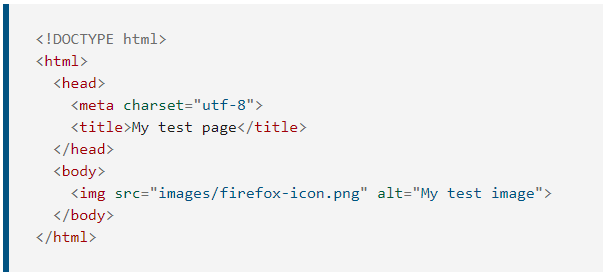 <!DOCTYPE html>
<html>
  <head>
    <meta charset="utf-8">
    <title>My test page</title>
  </head>
  <body>
    <img src="images/firefox-icon.png" alt="My test image">
  </body>
</html>